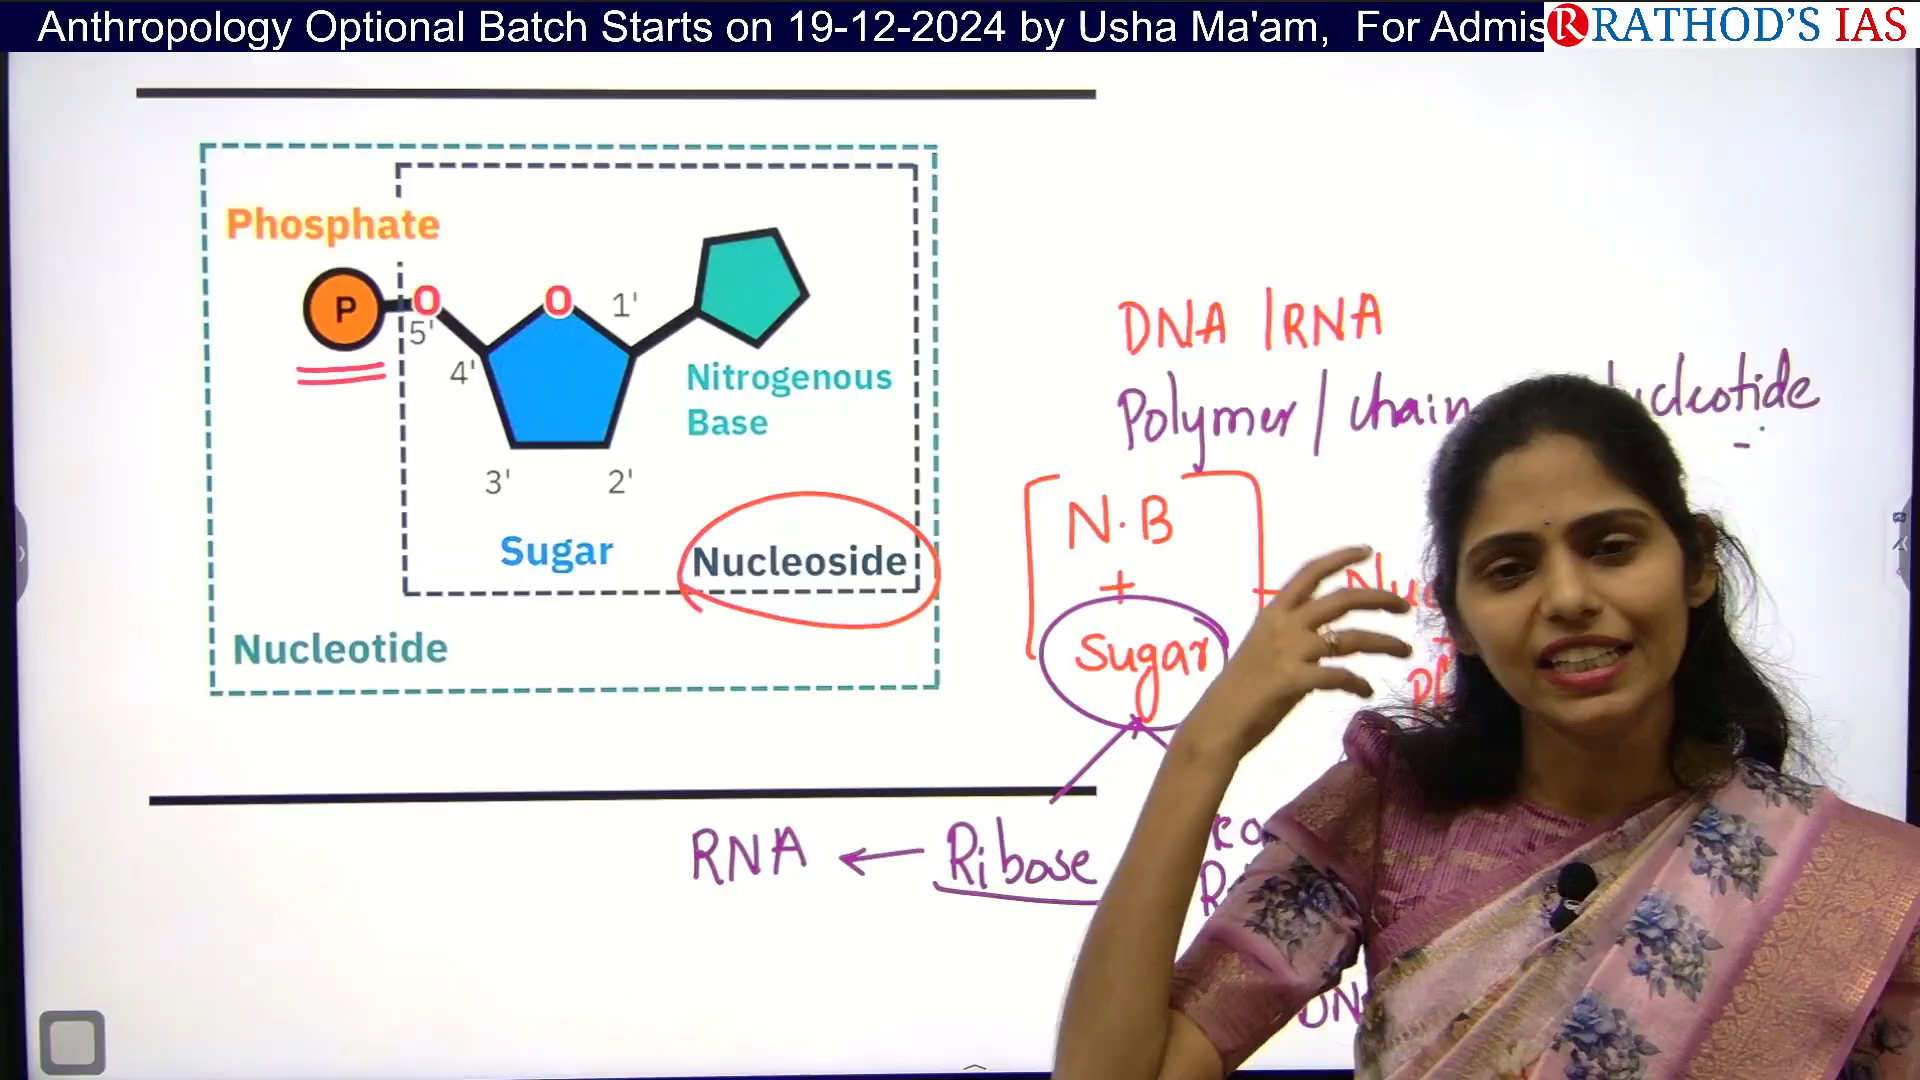 Anthropology Optional Batch Starts on 19-12-2024 by Usha Ma'am, For Admis
RATHOD'S IAS
Phosphate
P
O
O
1'
5'
4'
Nitrogenous
Base
3'
2'
Sugar
Nucleoside
Nucleotide
DNA / RNA
Polymer / chain
N.B
+
Sugar
RNA ← Ribose